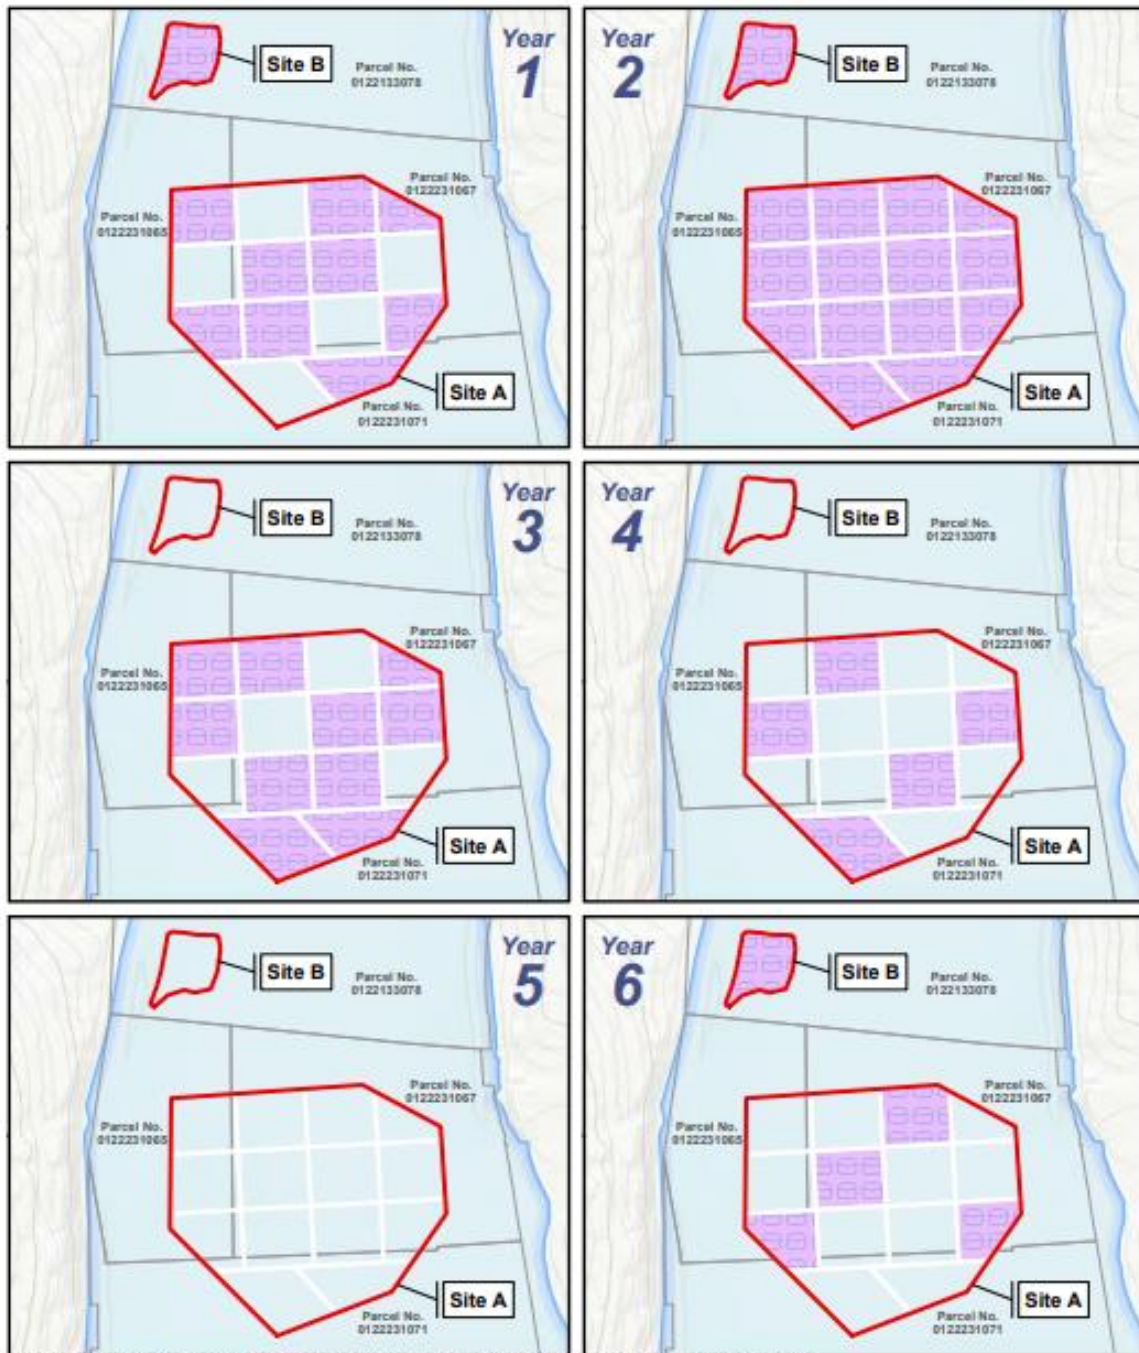 Year
1
Site B
Parcel No.
0122133078
Parcel No.
0122231067
Parcel No.
0122231065
Site A
Parcel No.
0122231071
Year
2
Site B
Parcel No.
0122133078
Parcel No.
0122231067
Parcel No.
0122231065
Site A
Parcel No.
0122231071
Year
3
Site B
Parcel No.
0122133078
Parcel No.
0122231067
Parcel No.
0122231065
Site A
Parcel No.
0122231071
Year
4
Site B
Parcel No.
0122133078
Parcel No.
0122231067
Parcel No.
0122231065
Site A
Parcel No.
0122231071
Year
5
Site B
Parcel No.
0122133078
Parcel No.
0122231067
Parcel No.
0122231065
Site A
Parcel No.
0122231071
Year
6
Site B
Parcel No.
0122133078
Parcel No.
0122231067
Parcel No.
0122231065
Site A
Parcel No.
0122231071